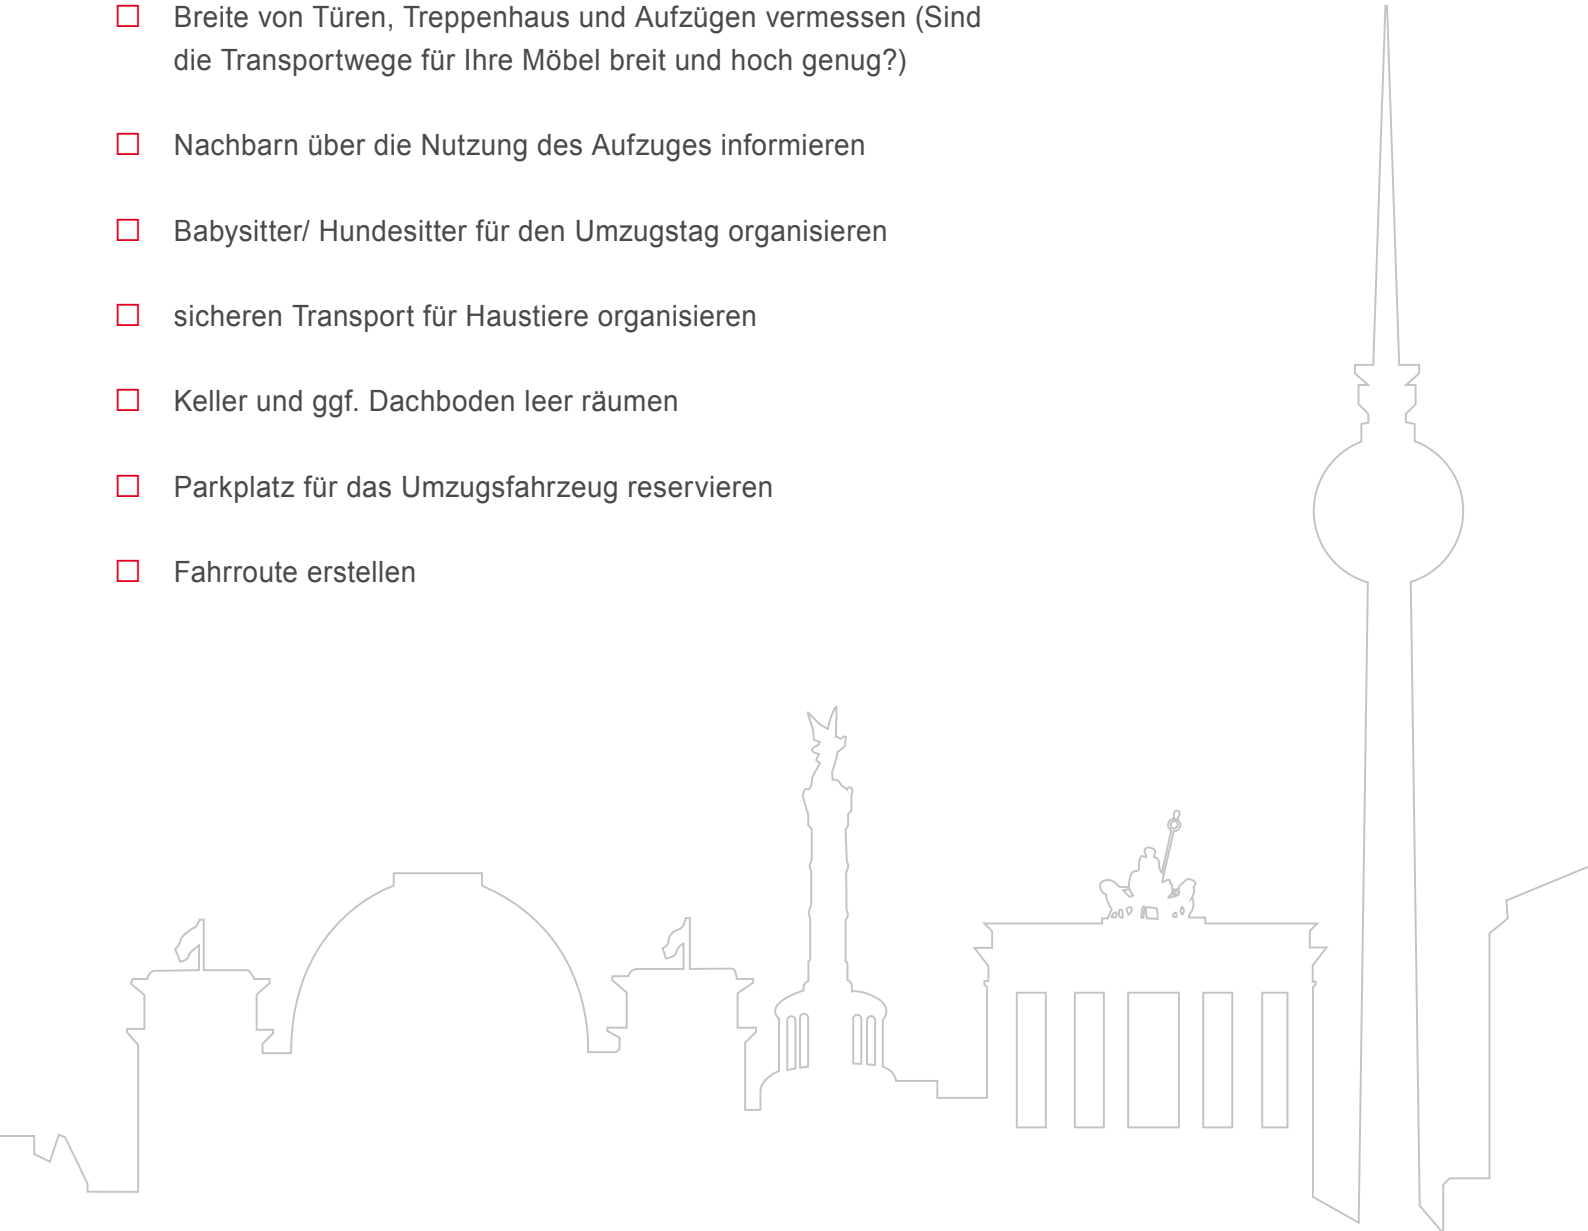 Breite von Türen, Treppenhaus und Aufzügen vermessen (Sind
die Transportwege für Ihre Möbel breit und hoch genug?)
Nachbarn über die Nutzung des Aufzuges informieren
Babysitter/ Hundesitter für den Umzugstag organisieren
sicheren Transport für Haustiere organisieren
Keller und ggf. Dachboden leer räumen
Parkplatz für das Umzugsfahrzeug reservieren
Fahrroute erstellen